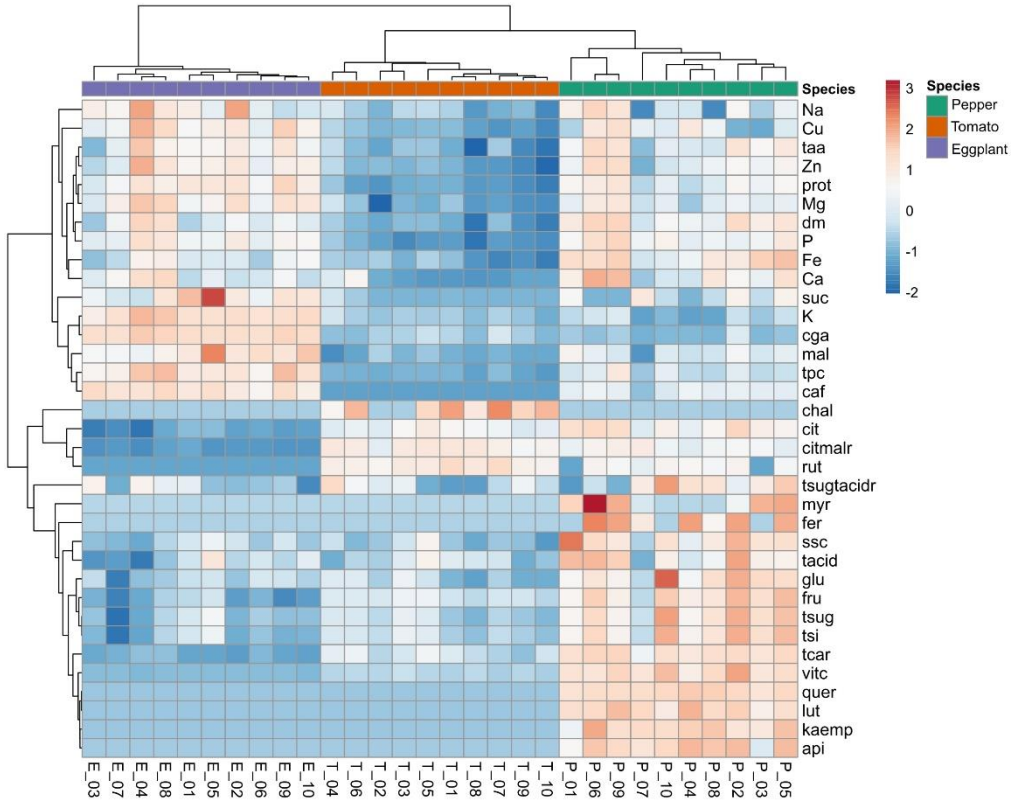 Species
Na
Cu
taa
Zn
prot
Mg
dm
P
Fe
Ca
suc
K
cga
mal
tpc
caf
chal
cit
citmalr
rut
tsugtacidr
myr
fer
ssc
tacid
glu
fru
tsug
tsi
tcar
vitc
quer
lut
kaemp
api
E_03
E_07
E_04
E_08
E_01
E_05
E_02
E_06
E_09
E_10
T_04
T_06
T_02
T_03
T_05
T_01
T_08
T_07
T_09
T_10
P_01
P_06
P_09
P_07
P_10
P_04
P_08
P_02
P_03
P_05
3
2
1
0
-1
-2
Species
Pepper
Tomato
Eggplant